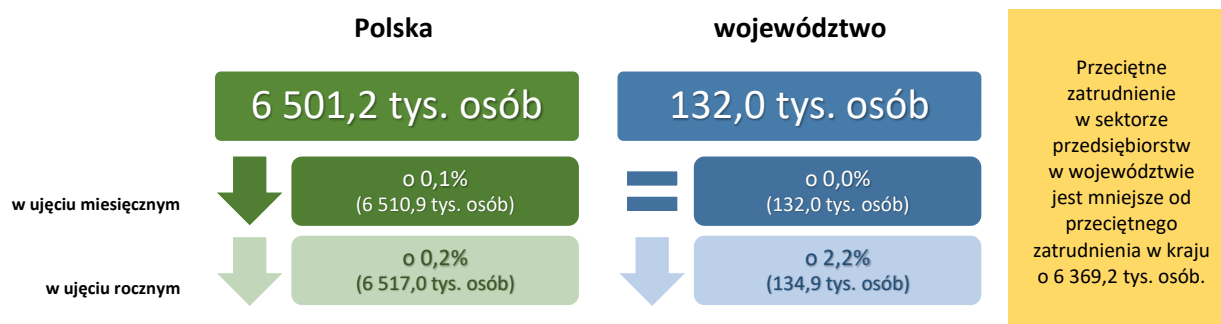 Polska
województwo
6 501,2 tys. osób
132,0 tys. osób
w ujęciu miesięcznym
o 0,1%
(6 510,9 tys. osób)
o 0,0%
(132,0 tys. osób)
w ujęciu rocznym
o 0,2%
(6 517,0 tys. osób)
o 2,2%
(134,9 tys. osób)
Przeciętne
zatrudnienie
w sektorze
przedsiębiorstw
w województwie
jest mniejsze od
przeciętnego
zatrudnienia w kraju
o 6 369,2 tys. osób.